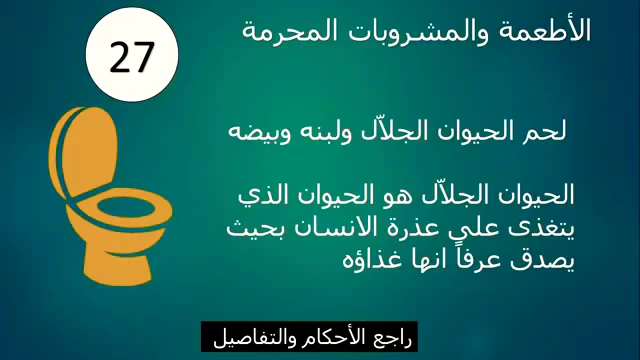 الأطعمة والمشروبات المحرمة
27
لحم الحيوان الجلاّل ولبنه وبيضه
الحيوان الجلاّل هو الحيوان الذي
يتغذى على عذرة الانسان بحيث
يصدق عرفاً انها غذاؤه
راجع الأحكام والتفاصيل